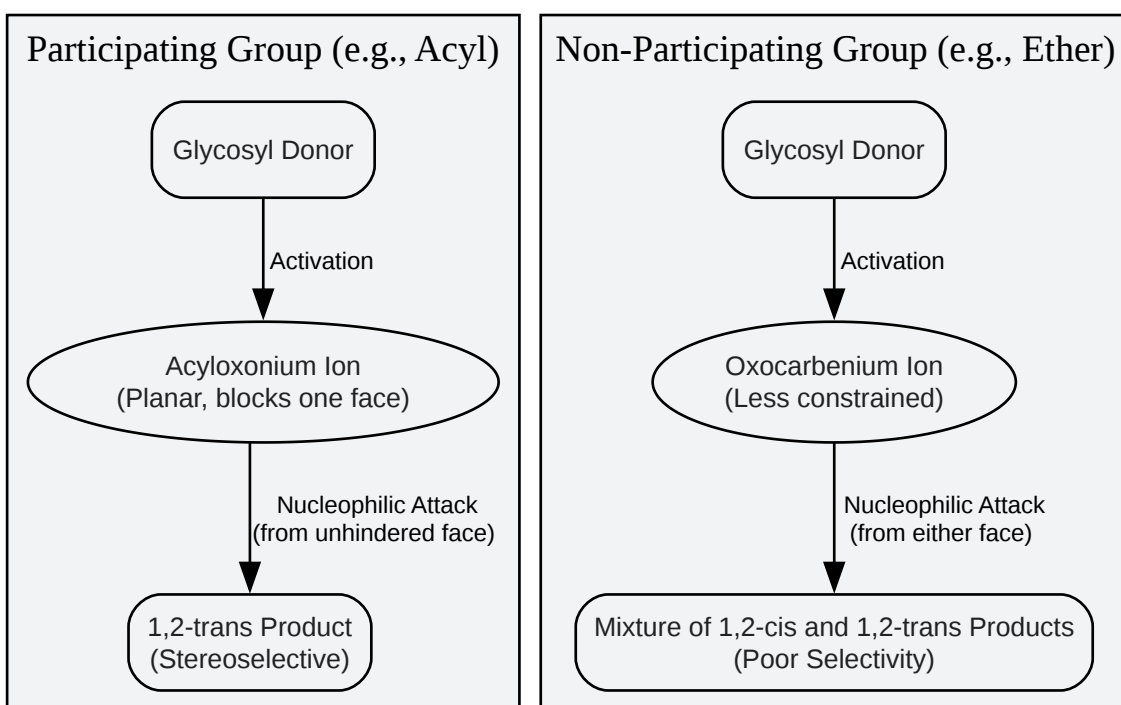 Participating Group (e.g., Acyl)
Glycosyl Donor
Activation
Acyloxonium Ion
(Planar, blocks one face)
Nucleophilic Attack
(from unhindered face)
1,2-trans Product
(Stereoselective)
Non-Participating Group (e.g., Ether)
Glycosyl Donor
Activation
Oxocarbenium Ion
(Less constrained)
Nucleophilic Attack
(from either face)
Mixture of 1,2-cis and 1,2-trans Products
(Poor Selectivity)